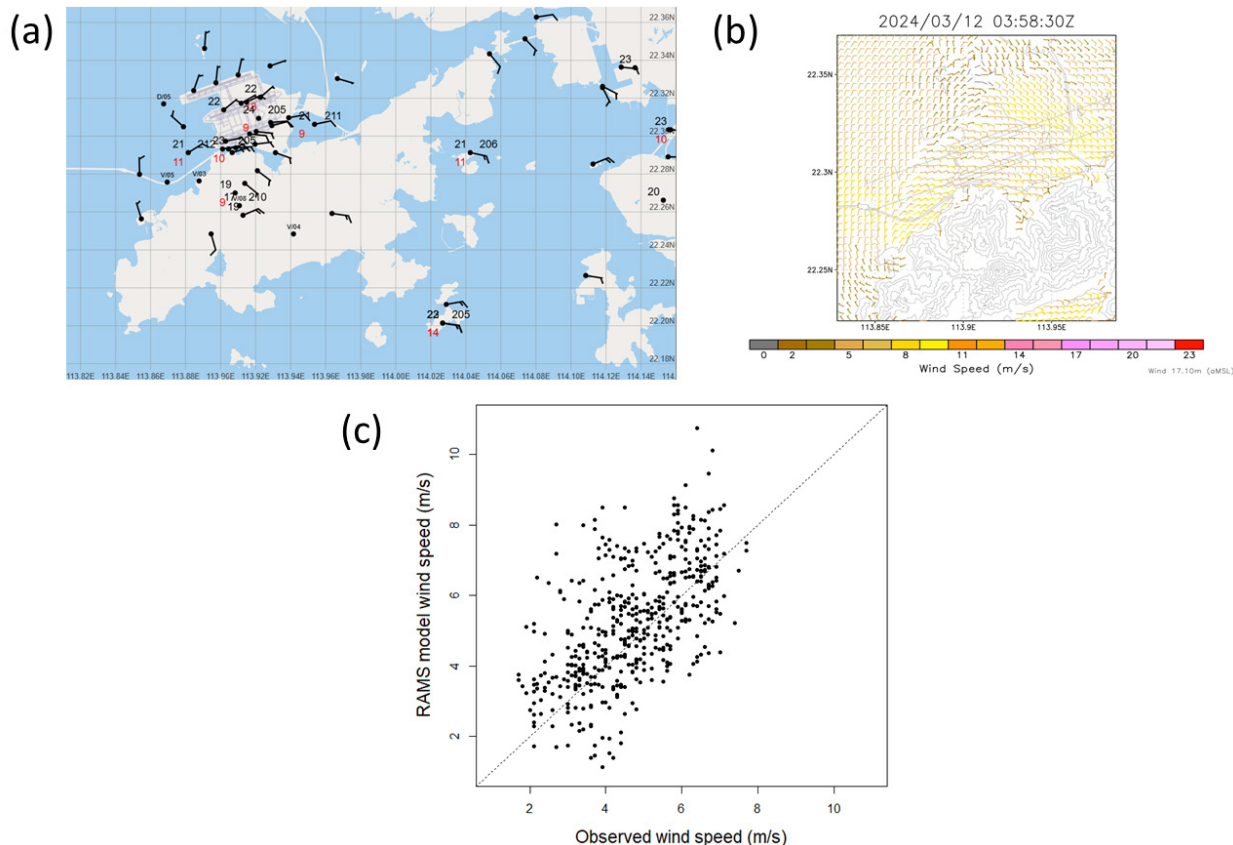 (a)
22.36N
23
22.34N
D/05
22
22
22.32N
24 205
21
211
9
9
22.30N
23
10
21
212
23
11
10
21 206
11
22.28N
V/05
V/03
19
17
210
9
19
20
22.26N
V/04
22.24N
22.22N
205
14
22.20N
22.18N
113.82E 113.84E 113.86E 113.88E 113.90E 113.92E 113.94E 113.96E 113.98E 114.00E 114.02E 114.04E 114.06E 114.08E 114.10E 114.12E 114.14E
(b)
2024/03/12 03:58:30Z
22.35N
22.3N
22.25N
113.85E 113.9E 113.95E
0 2 5 8 11 14 17 20 23
Wind Speed (m/s)
Wind 17.10m (aMSL)
(c)
RAMS model wind speed (m/s)
10
8
6
4
2
2 4 6 8 10
Observed wind speed (m/s)